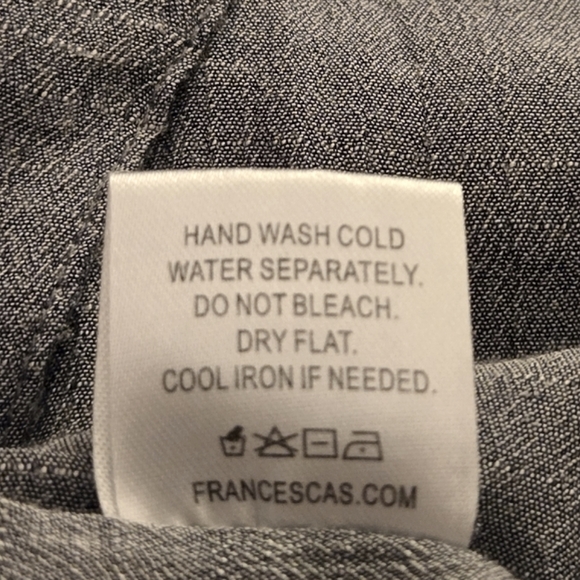 HAND WASH COLD
WATER SEPARATELY.
DO NOT BLEACH.
DRY FLAT.
COOL IRON IF NEEDED.
FRANCESCAS.COM